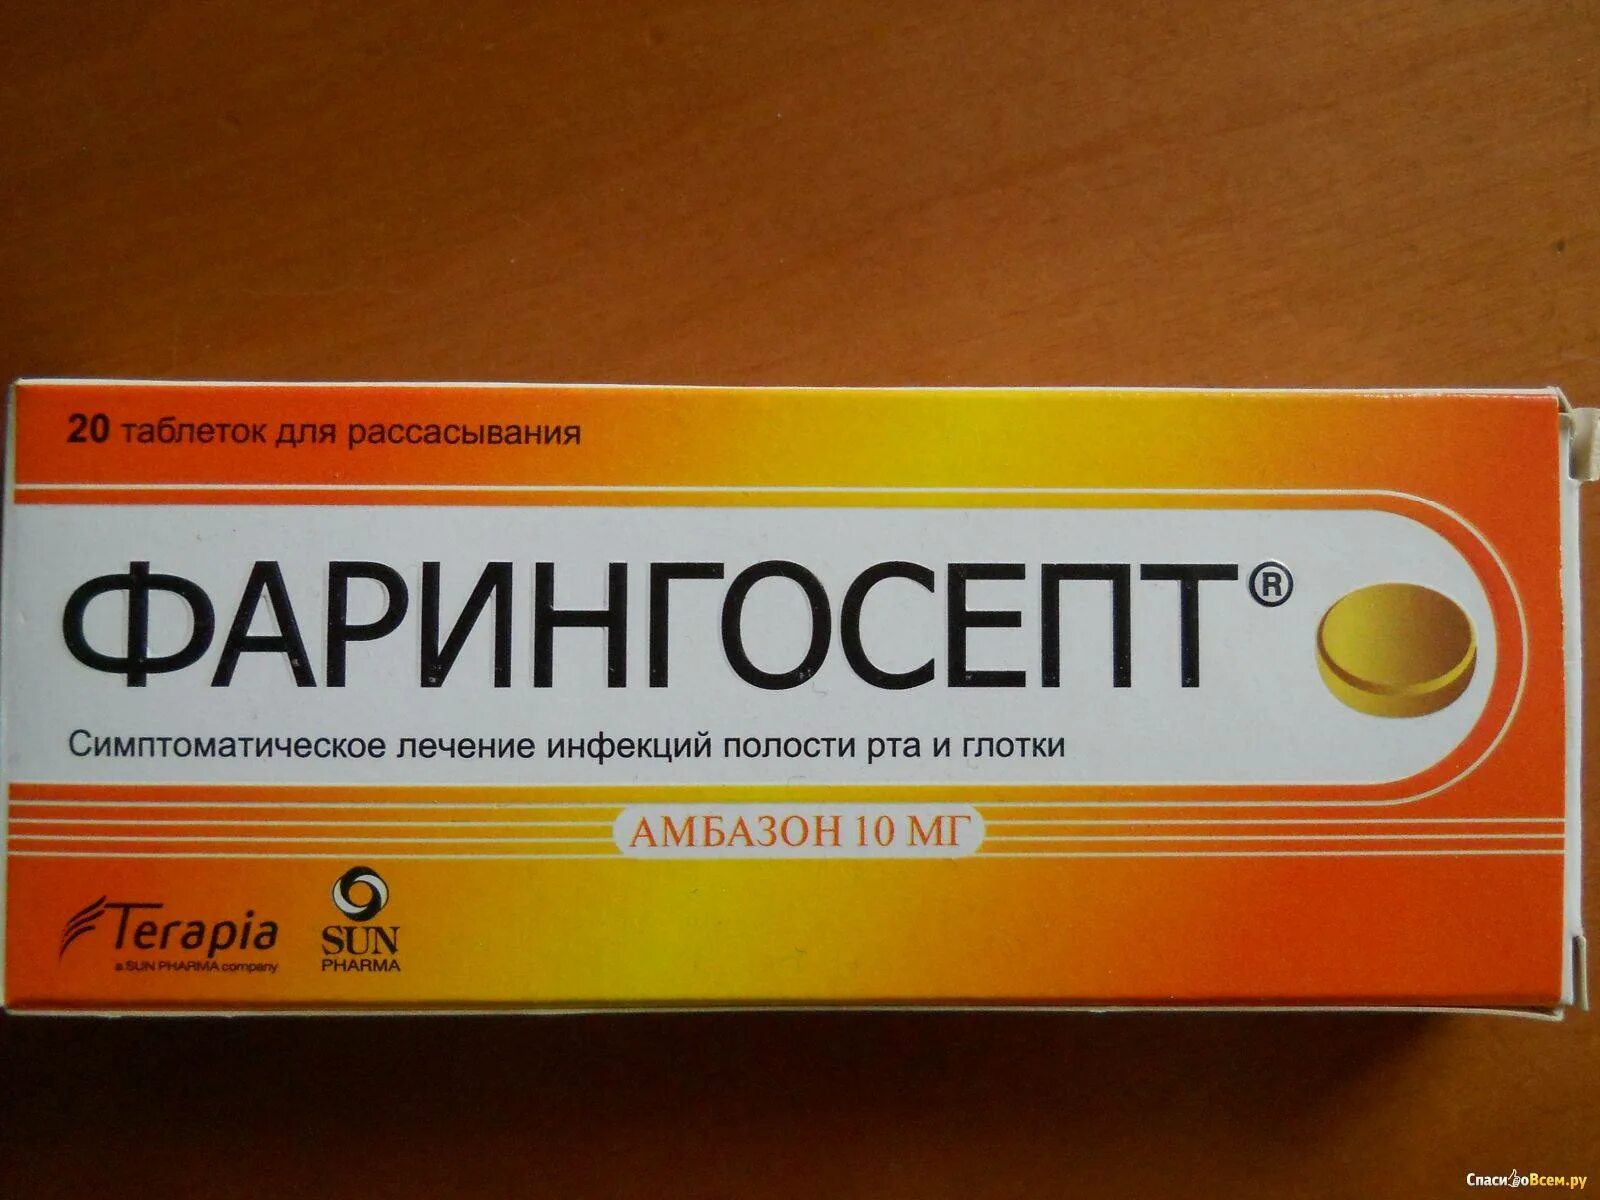 20 таблеток для рассасывания
ФАРИНГОСЕПТ®
Симптоматическое лечение инфекций полости рта и глотки
АМБАЗОН 10 МГ
Terapia
a SUN PHARMA company
SUN
PHARMA
СпасибоВсем.ру